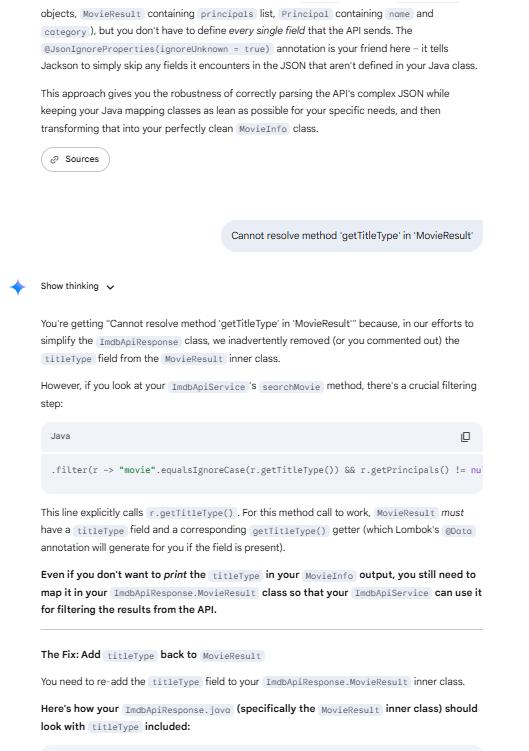 objects, MovieResult containing principals list, Principal containing name and
category ), but you don't have to define every single field that the API sends. The
@JsonIgnoreProperties(ignoreUnknown = true) annotation is your friend here – it tells
Jackson to simply skip any fields it encounters in the JSON that aren't defined in your Java class.
This approach gives you the robustness of correctly parsing the API's complex JSON while
keeping your Java mapping classes as lean as possible for your specific needs, and then
transforming that into your perfectly clean MovieInfo class.
Sources
Cannot resolve method 'getTitleType' in 'MovieResult'
Show thinking
You're getting "Cannot resolve method 'getTitleType' in 'MovieResult'" because, in our efforts to
simplify the ImdbApiResponse class, we inadvertently removed (or you commented out) the
titleType field from the MovieResult inner class.
However, if you look at your ImdbApiService 's searchMovie method, there's a crucial filtering
step:
Java
.filter(r -> "movie".equalsIgnoreCase(r.getTitleType()) && r.getPrincipals() != nu
This line explicitly calls r.getTitleType() . For this method call to work, MovieResult must
have a titleType field and a corresponding getTitleType() getter (which Lombok's @Data
annotation will generate for you if the field is present).
Even if you don't want to print the titleType in your MovieInfo output, you still need to
map it in your ImdbApiResponse.MovieResult class so that your ImdbApiService can use it
for filtering the results from the API.
The Fix: Add titleType back to MovieResult
You need to re-add the titleType field to your ImdbApiResponse.MovieResult inner class.
Here's how your ImdbApiResponse.java (specifically the MovieResult inner class) should
look with titleType included: